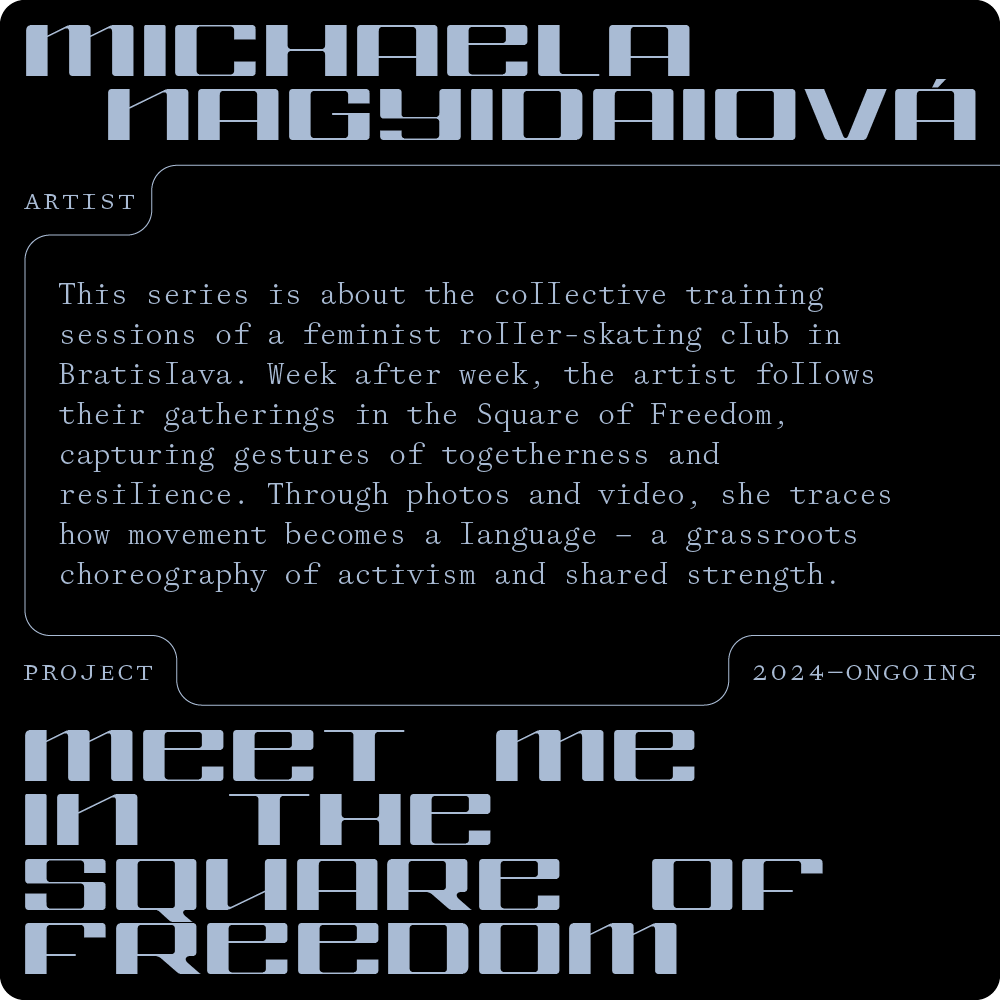 MICHAELA
NAGYIDAIOVÁ
ARTIST
This series is about the collective training
sessions of a feminist roller-skating club in
Bratislava. Week after week, the artist follows
their gatherings in the Square of Freedom,
capturing gestures of togetherness and
resilience. Through photos and video, she traces
how movement becomes a language – a grassroots
choreography of activism and shared strength.
PROJECT
2024–ONGOING
MEET ME
IN THE
SQUARE OF
FREEDOM